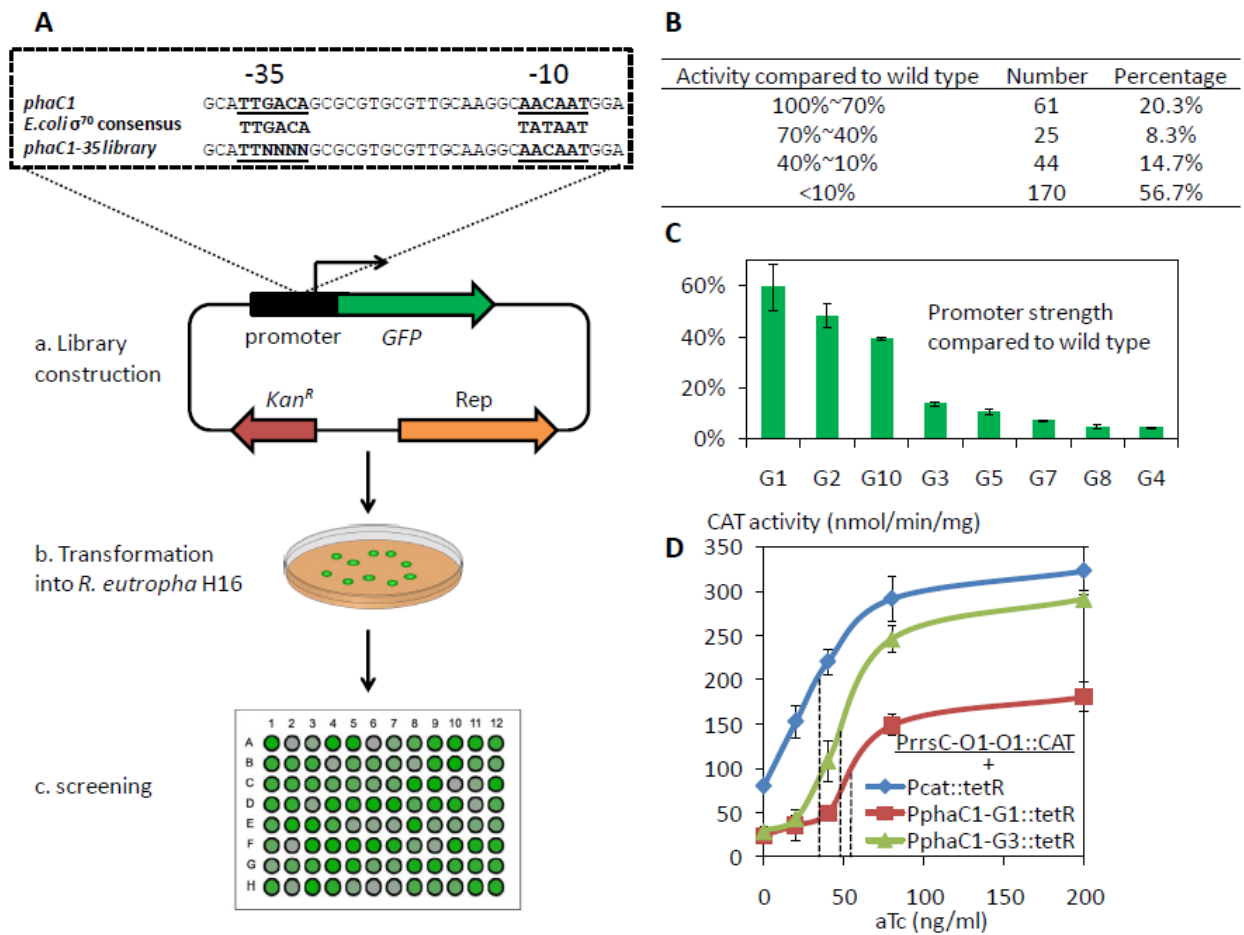 A
-35 -10
phaC1 GCATTGACAGCGCGTGCGTTGCAAGGCAACAATGGA
E.coli σ⁷⁰ consensus TTGACA TATAAT
phaC1-35 library GCATTNNNNGCGCGTGCGTTGCAAGGCAACAATGGA
promoter GFP
a. Library
construction
Kanᴿ Rep
b. Transformation
into R. eutropha H16
c. screening
1 2 3 4 5 6 7 8 9 10 11 12
A
B
C
D
E
F
G
H
B
Activity compared to wild type Number Percentage
100%~70% 61 20.3%
70%~40% 25 8.3%
40%~10% 44 14.7%
<10% 170 56.7%
C
60%
40%
20%
0%
Promoter strength
compared to wild type
G1 G2 G10 G3 G5 G7 G8 G4
CAT activity (nmol/min/mg)
D
350
300
250
200
150
100
50
0
PrrsC-O1-O1::CAT
+
Pcat::tetR
PphaC1-G1::tetR
PphaC1-G3::tetR
0 50 100 150 200
aTc (ng/ml)